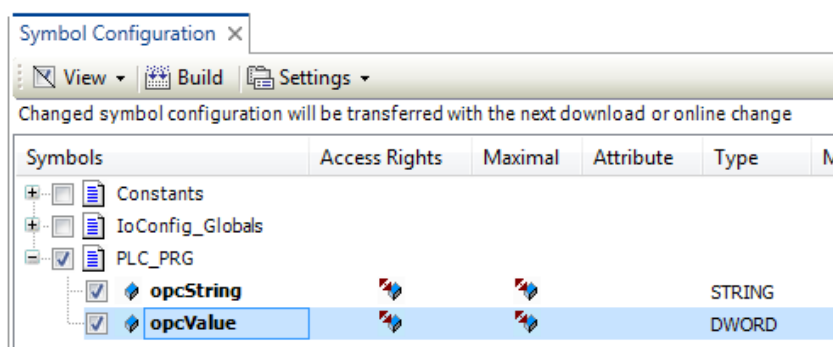 Symbol Configuration
View Build Settings
Changed symbol configuration will be transferred with the next download or online change
Symbols Access Rights Maximal Attribute Type
Constants
IoConfig_Globals
PLC_PRG
opcString STRING
opcValue DWORD